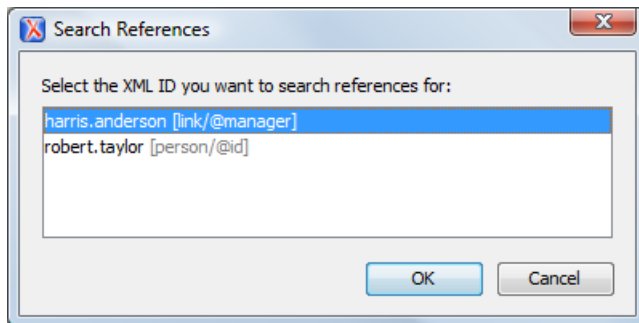 Search References
Select the XML ID you want to search references for:
harris.anderson [link/@manager]
robert.taylor [person/@id]
OK
Cancel